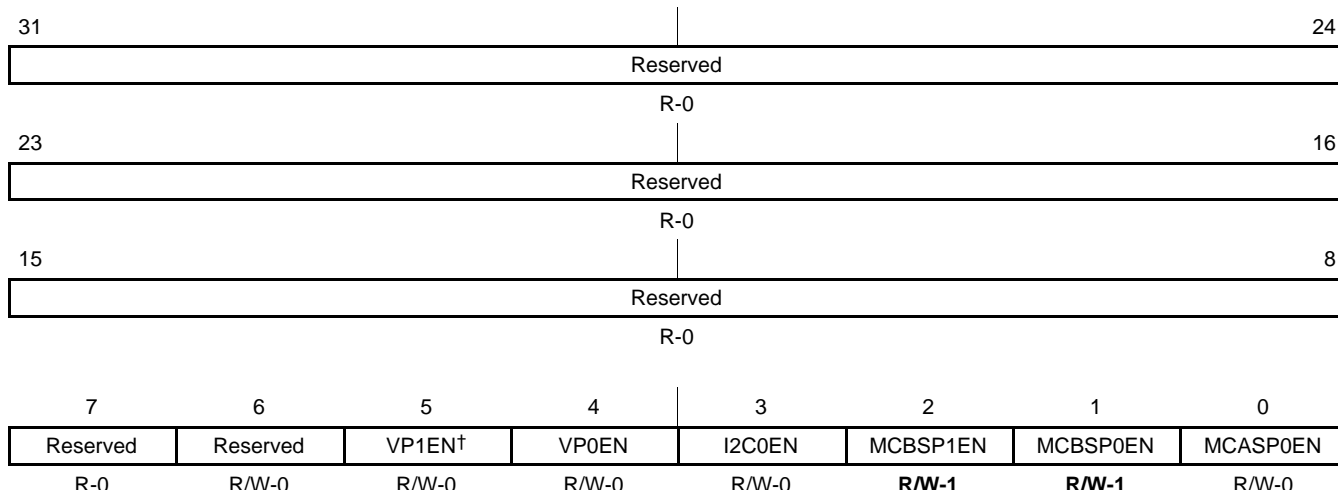 31 24
Reserved
R-0
23 16
Reserved
R-0
15 8
Reserved
R-0
7 6 5 4 3 2 1 0
Reserved Reserved VP1EN† VP0EN I2C0EN MCBSP1EN MCBSP0EN MCASP0EN
R-0 R/W-0 R/W-0 R/W-0 R/W-0 R/W-1 R/W-1 R/W-0